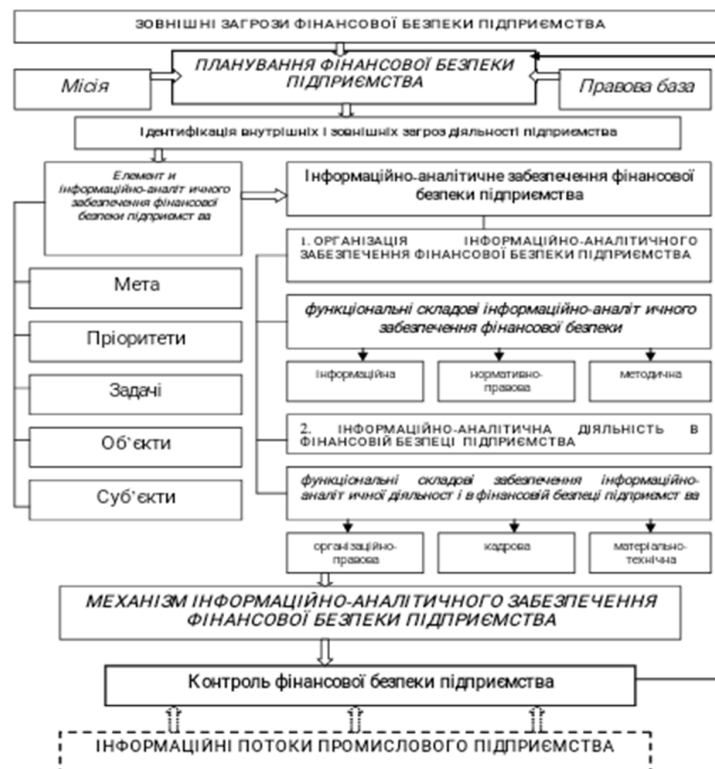 ЗОВНІШНІ ЗАГРОЗИ ФІНАНСОВОЇ БЕЗПЕКИ ПІДПРИЄМСТВА
ПЛАНУВАННЯ ФІНАНСОВОЇ БЕЗПЕКИ
ПІДПРИЄМСТВА
Місія
Правова база
Ідентифікація внутрішніх і зовнішніх загроз діяльності підприємства
Елемент и
інформаційно-аналіт ичного
забезпечення фінансової
безпеки підприємст ва
Інформаційно-аналітичне забезпечення фінансової
безпеки підприємства
1. ОРГАНІЗАЦІЯ ІНФОРМАЦІЙНО-АНАЛІТИЧНОГО
ЗАБЕЗПЕЧЕННЯ ФІНАНСОВОЇ БЕЗПЕКИ ПІДПРИЄМСТВА
Мета
Пріоритети
Задачі
Об'єкти
Суб'єкти
функціональні складові інформаційно-аналіт ичного
забезпечення фінансової безпеки
інформаційна
нормативно-
правова
методична
2. ІНФОРМАЦІЙНО-АНАЛІТИЧНА ДІЯЛЬНІСТЬ В
ФІНАНСОВІЙ БЕЗПЕЦІ ПІДПРИЄМСТВА
функціональні складові забезпечення інформаційно-
аналіт ичної діяльност і в фінансовій безпеці підприємст ва
організаційно-
правова
кадрова
матеріально-
технічна
МЕХАНІЗМ ІНФОРМАЦІЙНО-АНАЛІТИЧНОГО ЗАБЕЗПЕЧЕННЯ
ФІНАНСОВОЇ БЕЗПЕКИ ПІДПРИЄМСТВА
Контроль фінансової безпеки підприємства
ІНФОРМАЦІЙНІ ПОТОКИ ПРОМИСЛОВОГО ПІДПРИЄМСТВА